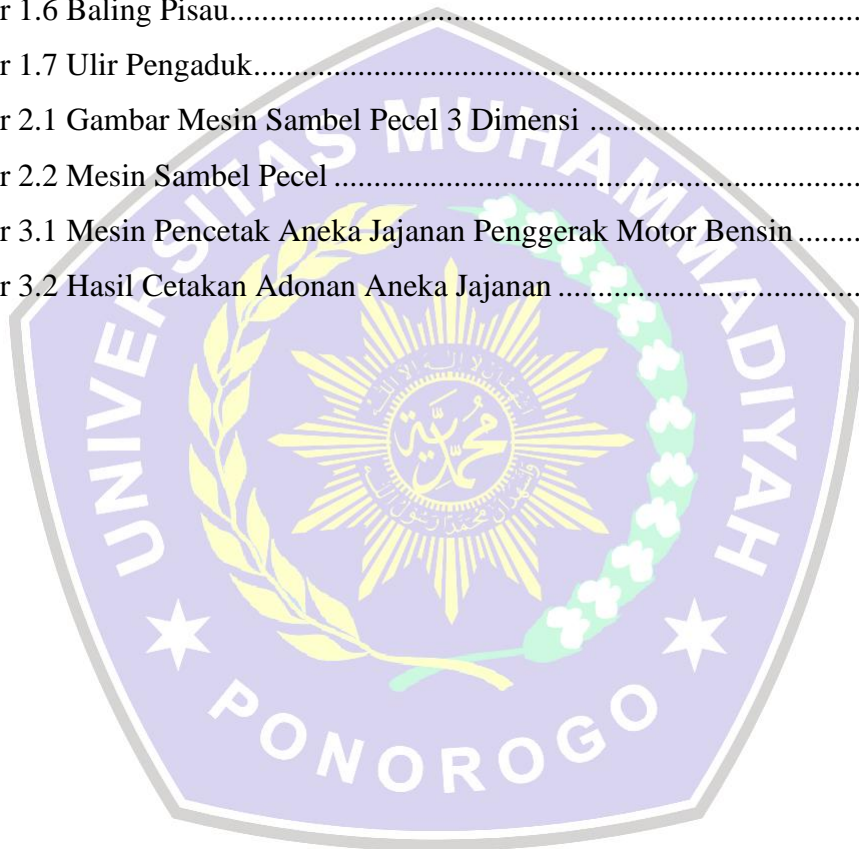 r 1.6 Baling Pisau................................................................................
r 1.7 Ulir Pengaduk.............................................................................
r 2.1 Gambar Mesin Sambel Pecel 3 Dimensi ..................................
r 2.2 Mesin Sambel Pecel ..................................................................
r 3.1 Mesin Pencetak Aneka Jajanan Penggerak Motor Bensin ........
r 3.2 Hasil Cetakan Adonan Aneka Jajanan ......................................
UNIVERSITAS MUHAMMADIYAH
محمدية
PONOROGO